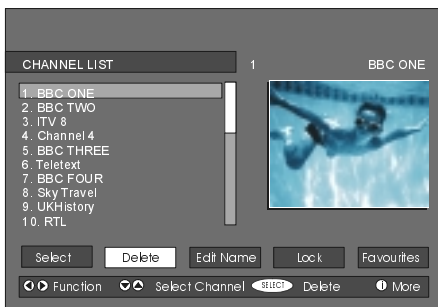 CHANNEL LIST 1 BBC ONE
1. BBC ONE
2. BBC TWO
3. ITV 8
4. Channel 4
5. BBC THREE
6. Teletext
7. BBC FOUR
8. Sky Travel
9. UKHistory
10. RTL
Select Delete Edit Name Lock Favourites
Function Select Channel SELECT Delete i More